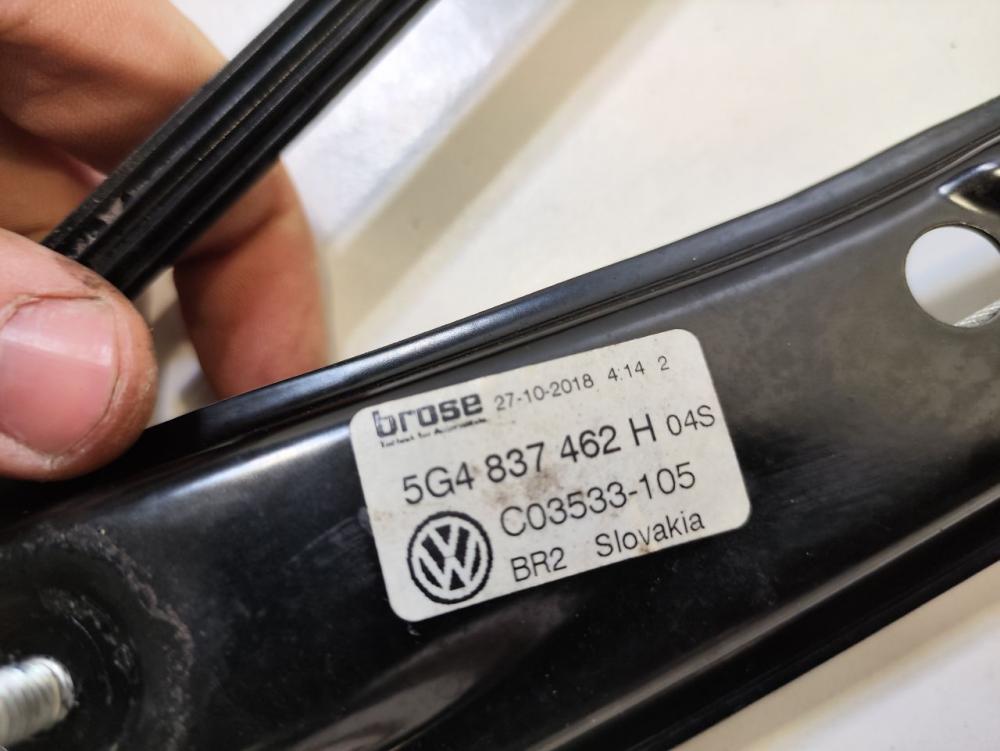 brose 27-10-2018 4:14 2
5G4 837 462 H 04S
C03533-105
BR2 Slovakia